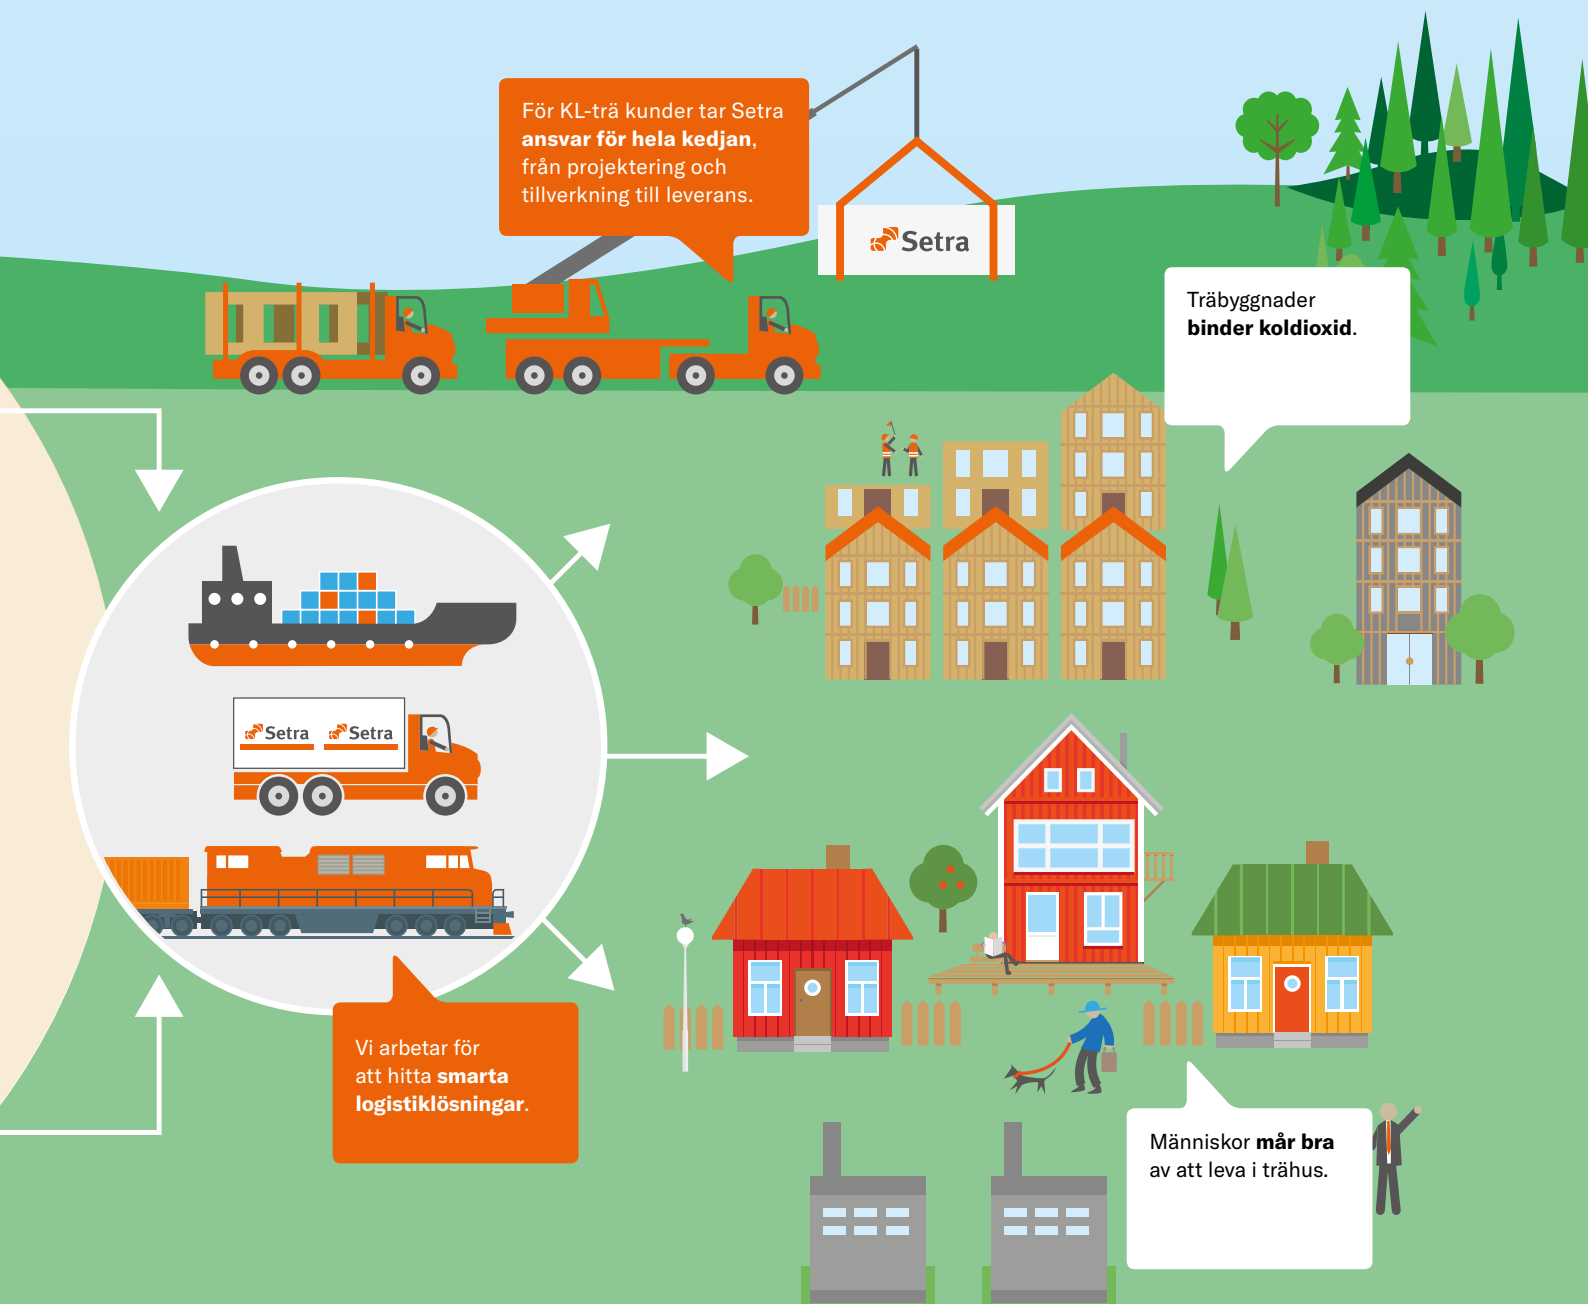 För KL-trä kunder tar Setra
ansvar för hela kedjan,
från projektering och
tillverkning till leverans.
Setra
Träbyggnader
binder koldioxid.
Setra Setra
Vi arbetar för
att hitta smarta
logistiklösningar.
Människor mår bra
av att leva i trähus.